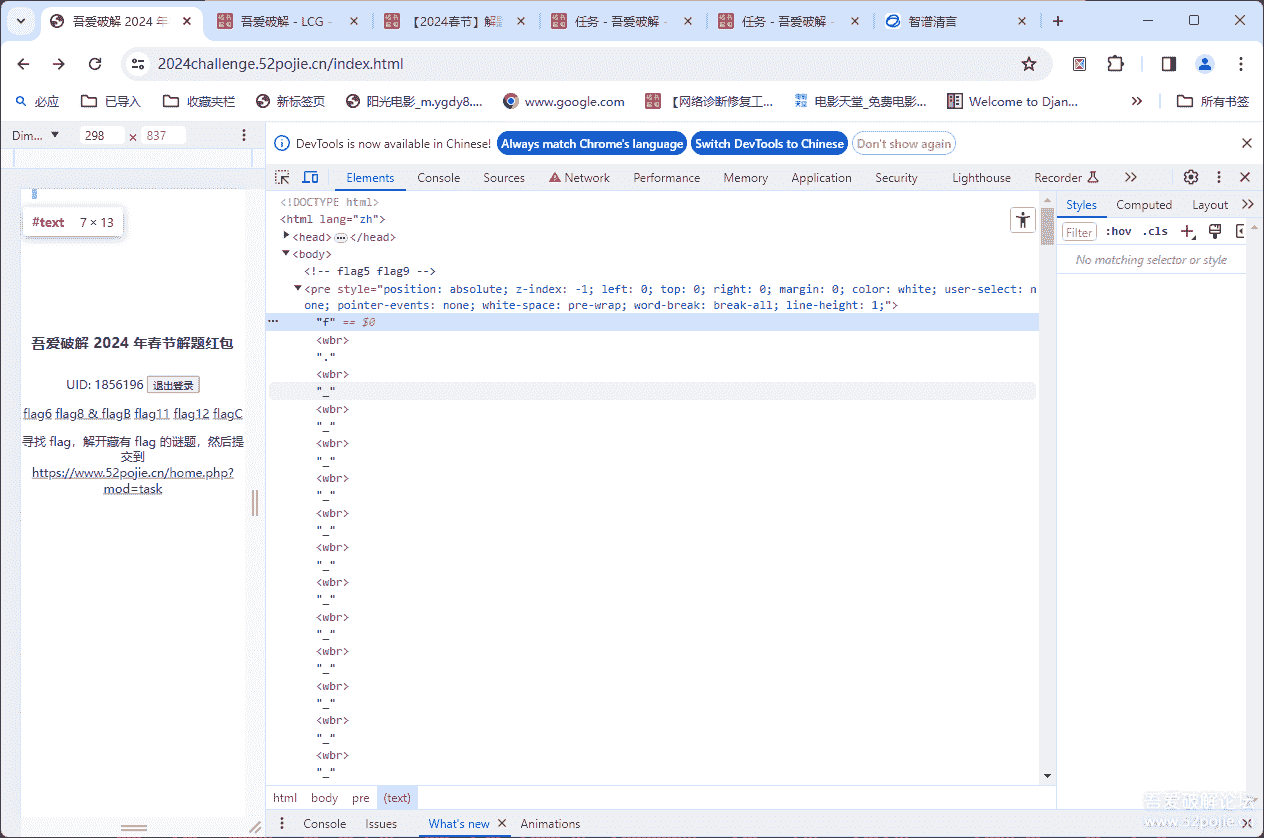 吾爱破解 2024 年
吾爱破解 - LCG -
【2024春节】解
任务 - 吾爱破解
任务 - 吾爱破解
智谱清言
2024challenge.52pojie.cn/index.html
必应 已导入 收藏夹栏 新标签页 阳光电影_m.ygdy8.... www.google.com 【网络诊断修复工... 电影天堂_免费电影... Welcome to Djan... 所有书签
Dim... 298 × 837
DevTools is now available in Chinese! Always match Chrome's language Switch DevTools to Chinese Don't show again
Elements Console Sources Network Performance Memory Application Security Lighthouse Recorder
Styles Computed Layout
Filter :hov .cls
No matching selector or style
#text 7 × 13
吾爱破解 2024 年春节解题红包
UID: 1856196 退出登录
flag6 flag8 & flagB flag11 flag12 flagC
寻找 flag，解开藏有 flag 的谜题，然后提
交到
https://www.52pojie.cn/home.php?
mod=task
<!DOCTYPE html>
<html lang="zh">
<head> ... </head>
<body>
<!-- flag5 flag9 -->
<pre style="position: absolute; z-index: -1; left: 0; top: 0; right: 0; margin: 0; color: white; user-select: n
one; pointer-events: none; white-space: pre-wrap; word-break: break-all; line-height: 1;">
"f" == $0
<wbr>
"."
<wbr>
"_"
<wbr>
"_"
<wbr>
"_"
<wbr>
"_"
<wbr>
"_"
<wbr>
"_"
<wbr>
"_"
<wbr>
"_"
<wbr>
"_"
<wbr>
"_"
<wbr>
"_"
<wbr>
"_"
html body pre (text)
Console Issues What's new Animations
吾爱破解论坛
www.52pojie.cn